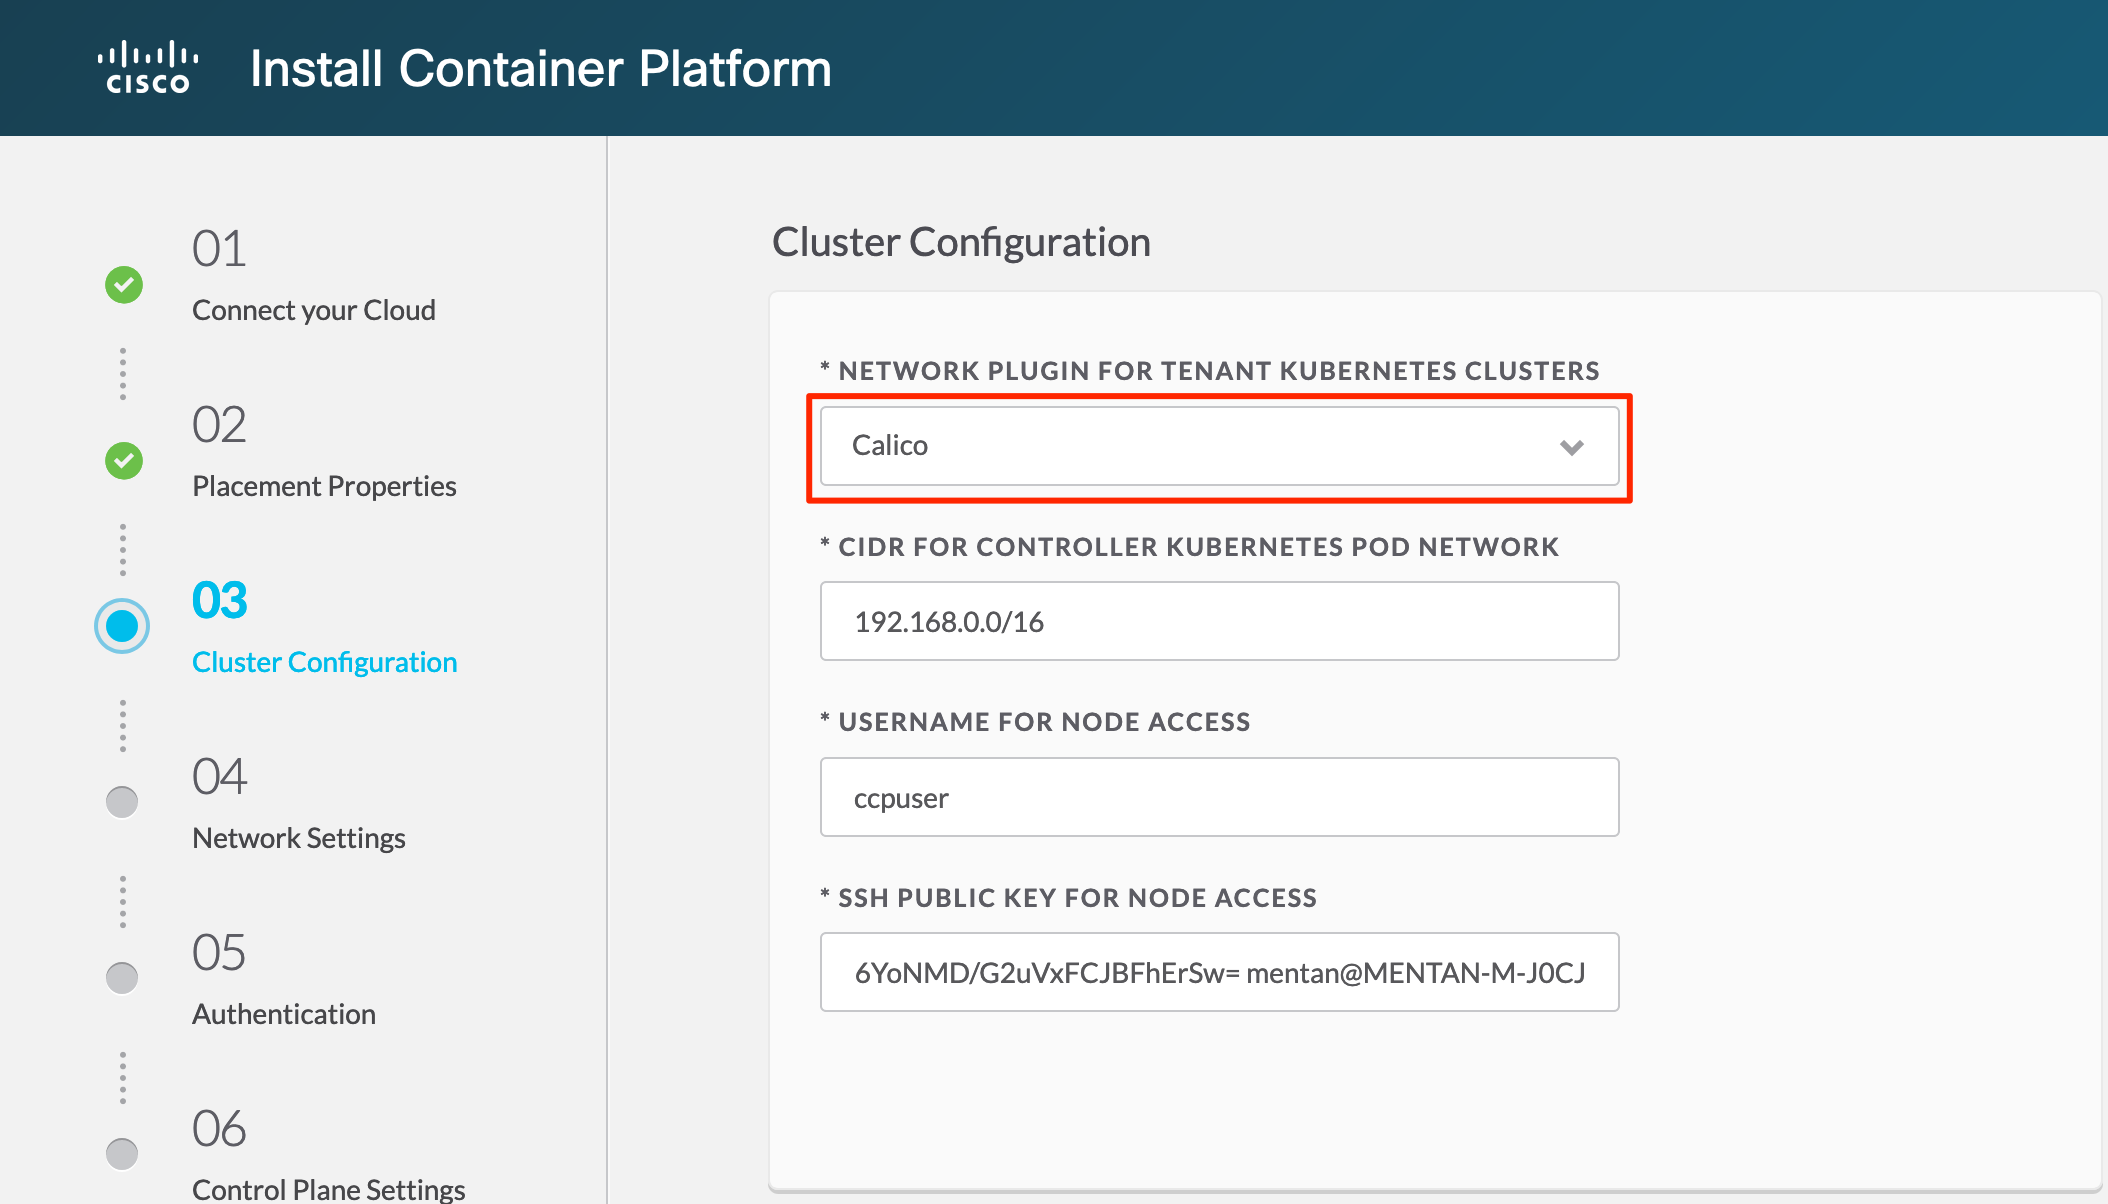 CISCO
Install Container Platform
01
Connect your Cloud
02
Placement Properties
03
Cluster Configuration
04
Network Settings
05
Authentication
06
Control Plane Settings
Cluster Configuration
* NETWORK PLUGIN FOR TENANT KUBERNETES CLUSTERS
Calico
* CIDR FOR CONTROLLER KUBERNETES POD NETWORK
192.168.0.0/16
* USERNAME FOR NODE ACCESS
ccpuser
* SSH PUBLIC KEY FOR NODE ACCESS
6YoNMD/G2uVxFCJBFhErSw= mentan@MENTAN-M-J0CJ